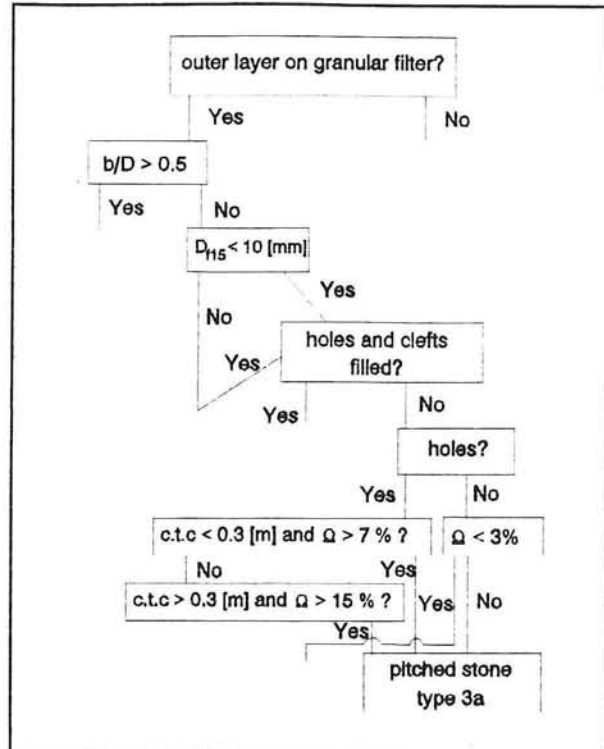 outer layer on granular filter?
Yes
No
b/D > 0.5
Yes
No
Df15 < 10 [mm]
Yes
No
holes and clefts
filled?
Yes
Yes
No
holes?
Yes
No
c.t.c < 0.3 [m] and Ω > 7 % ?
Ω < 3%
No
Yes
c.t.c > 0.3 [m] and Ω > 15 % ?
Yes
No
Yes
pitched stone
type 3a